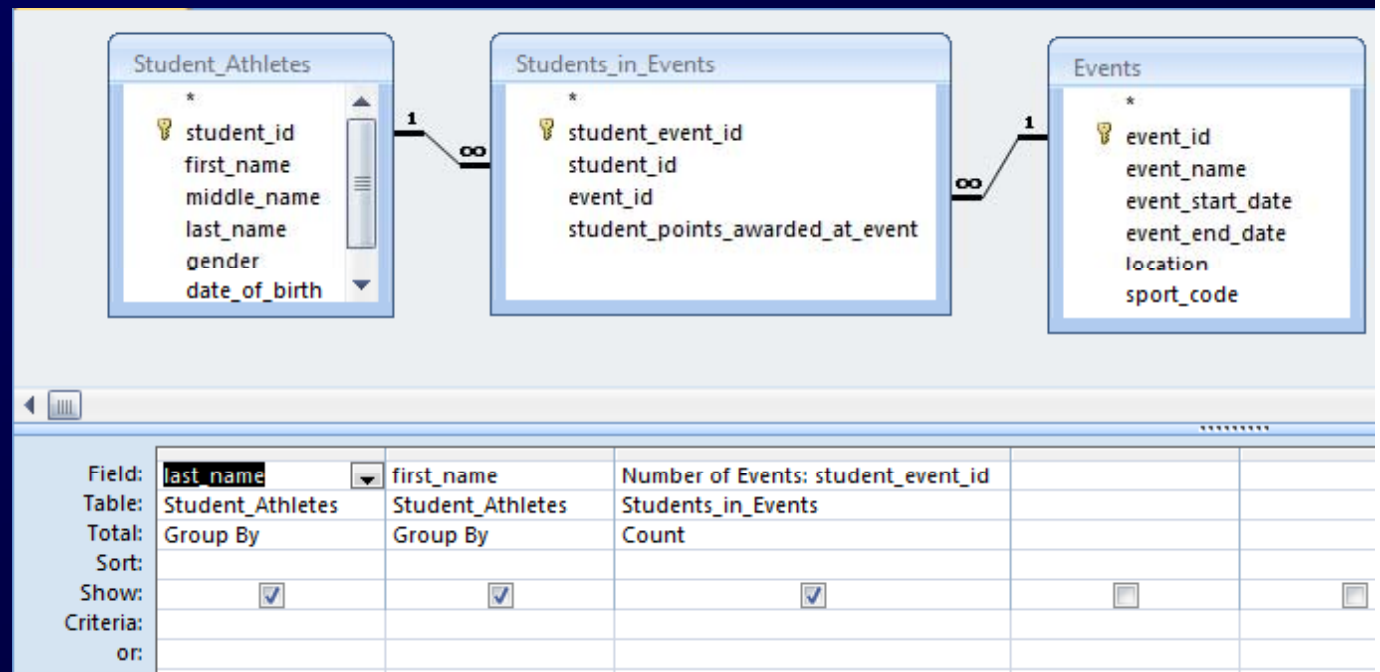 Student_Athletes
*
student_id
first_name
middle_name
last_name
gender
date_of_birth
1
∞
Students_in_Events
*
student_event_id
student_id
event_id
student_points_awarded_at_event
1
∞
Events
*
event_id
event_name
event_start_date
event_end_date
location
sport_code
Field: last_name first_name Number of Events: student_event_id
Table: Student_Athletes Student_Athletes Students_in_Events
Total: Group By Group By Count
Sort:
Show:
Criteria:
or: